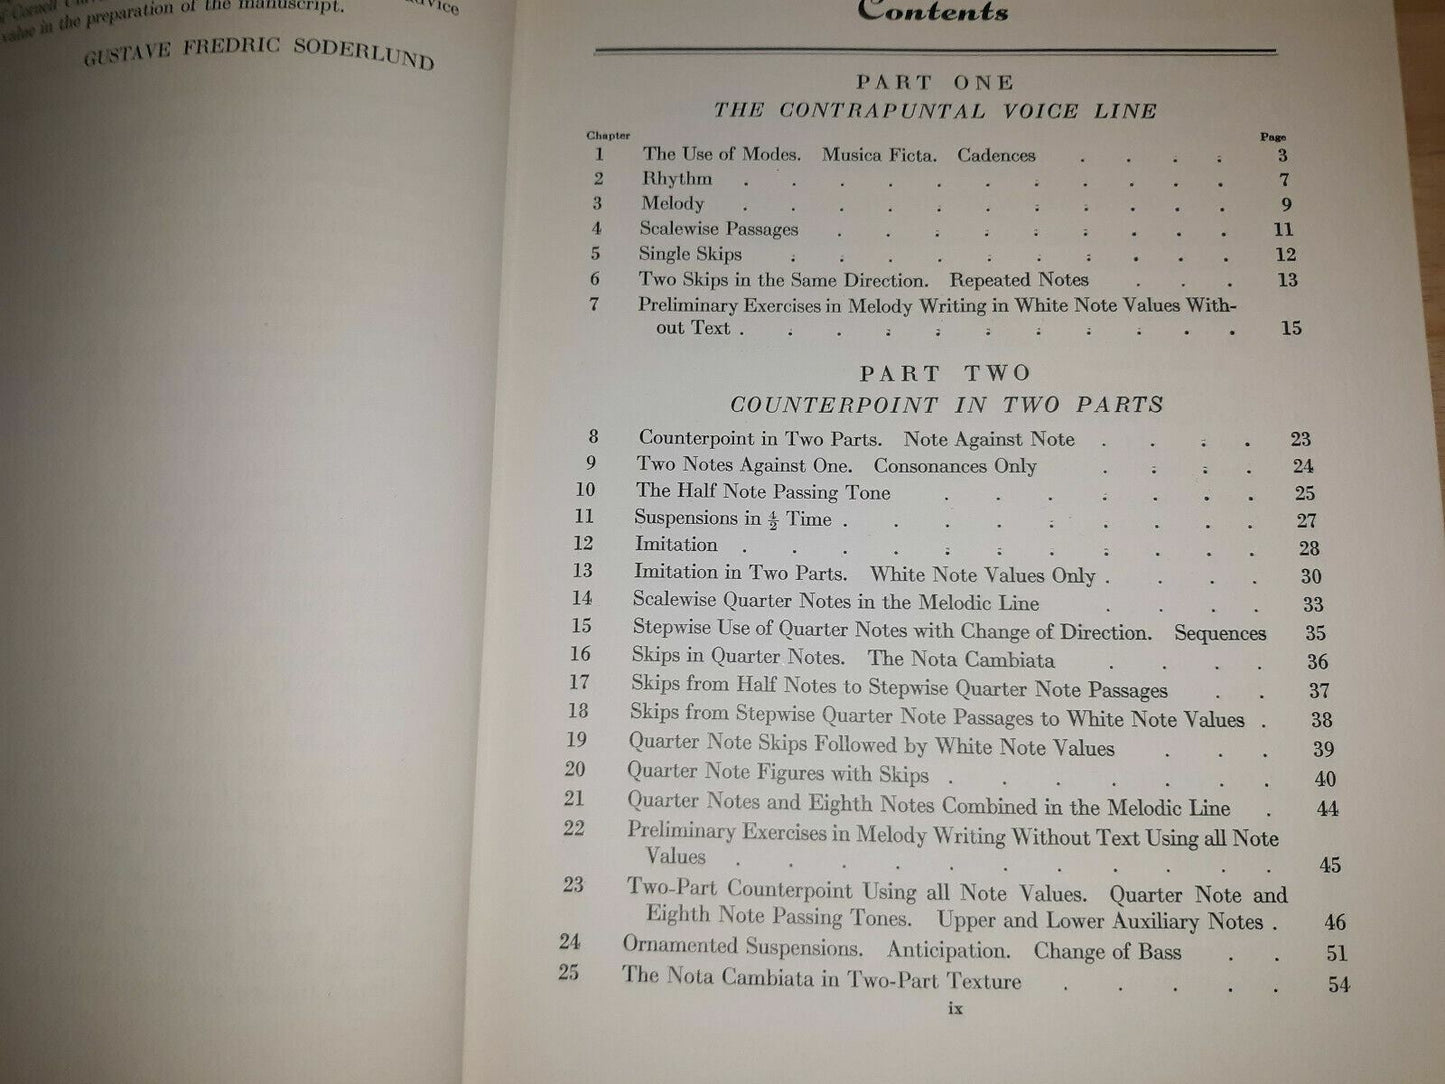 of Cornell
value in the preparation of the manuscript.
GUSTAVE FREDRIC SODERLUND
Contents
PART ONE
THE CONTRAPUNTAL VOICE LINE
Chapter Page
1 The Use of Modes. Musica Ficta. Cadences . . . . 3
2 Rhythm . . . . . . . . . . 7
3 Melody . . . . . . . . . . 9
4 Scalewise Passages . . . . . . . . 11
5 Single Skips . . . . . . . . . 12
6 Two Skips in the Same Direction. Repeated Notes . . . 13
7 Preliminary Exercises in Melody Writing in White Note Values With-
out Text . . . . . . . . . . 15
PART TWO
COUNTERPOINT IN TWO PARTS
8 Counterpoint in Two Parts. Note Against Note . . . . 23
9 Two Notes Against One. Consonances Only . . . . 24
10 The Half Note Passing Tone . . . . . . . 25
11 Suspensions in 4/2 Time . . . . . . . . 27
12 Imitation . . . . . . . . . . . 28
13 Imitation in Two Parts. White Note Values Only . . . . 30
14 Scalewise Quarter Notes in the Melodic Line . . . . 33
15 Stepwise Use of Quarter Notes with Change of Direction. Sequences 35
16 Skips in Quarter Notes. The Nota Cambiata . . . . 36
17 Skips from Half Notes to Stepwise Quarter Note Passages . . 37
18 Skips from Stepwise Quarter Note Passages to White Note Values . 38
19 Quarter Note Skips Followed by White Note Values . . . 39
20 Quarter Note Figures with Skips . . . . . . . 40
21 Quarter Notes and Eighth Notes Combined in the Melodic Line . 44
22 Preliminary Exercises in Melody Writing Without Text Using all Note
Values . . . . . . . . . . . 45
23 Two-Part Counterpoint Using all Note Values. Quarter Note and
Eighth Note Passing Tones. Upper and Lower Auxiliary Notes . 46
24 Ornamented Suspensions. Anticipation. Change of Bass . . 51
25 The Nota Cambiata in Two-Part Texture . . . . . 54
ix